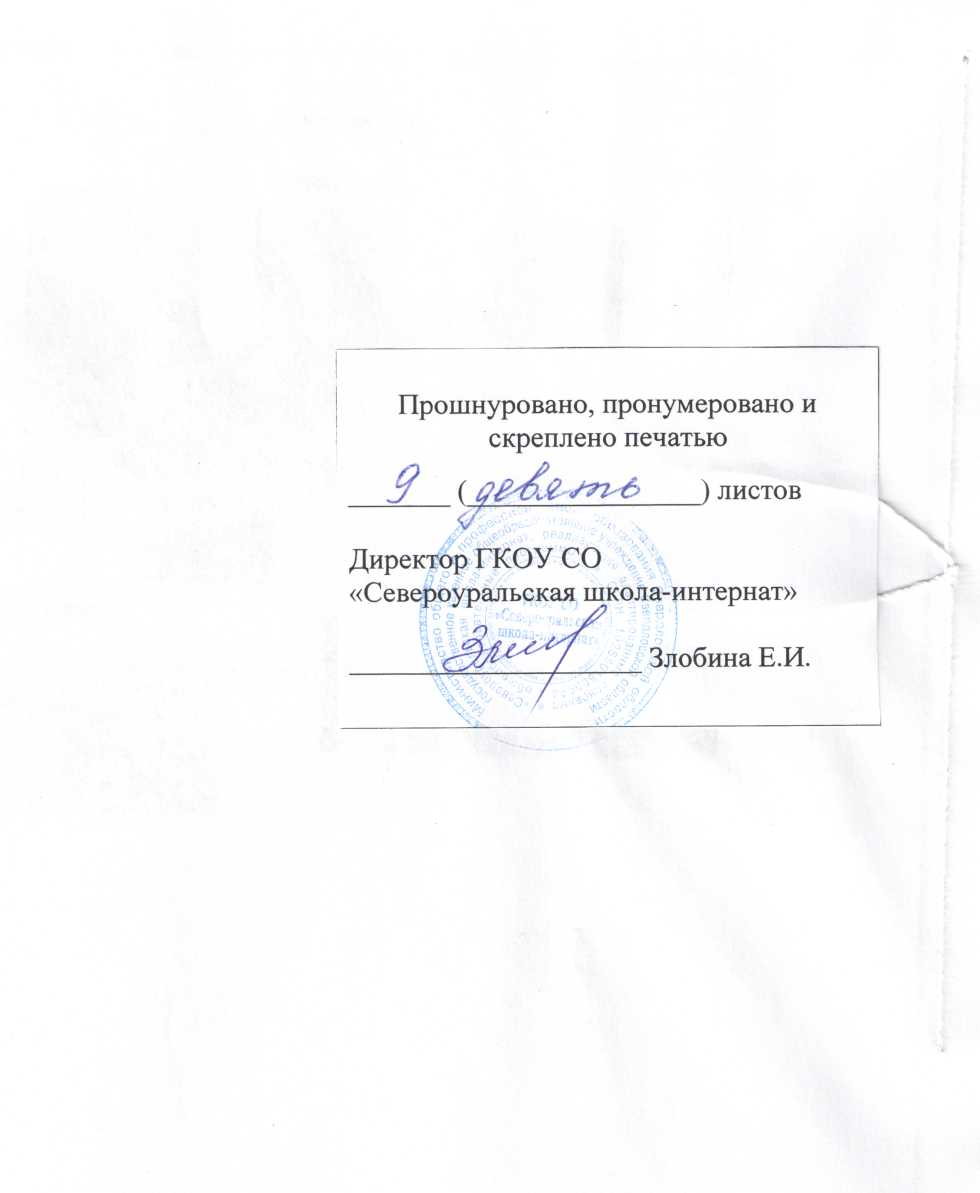 Прошнуровано, пронумеровано и
скреплено печатью
9 (девять) листов
Директор ГКОУ СО
«Североуральская школа-интернат»
Злобина Е.И.